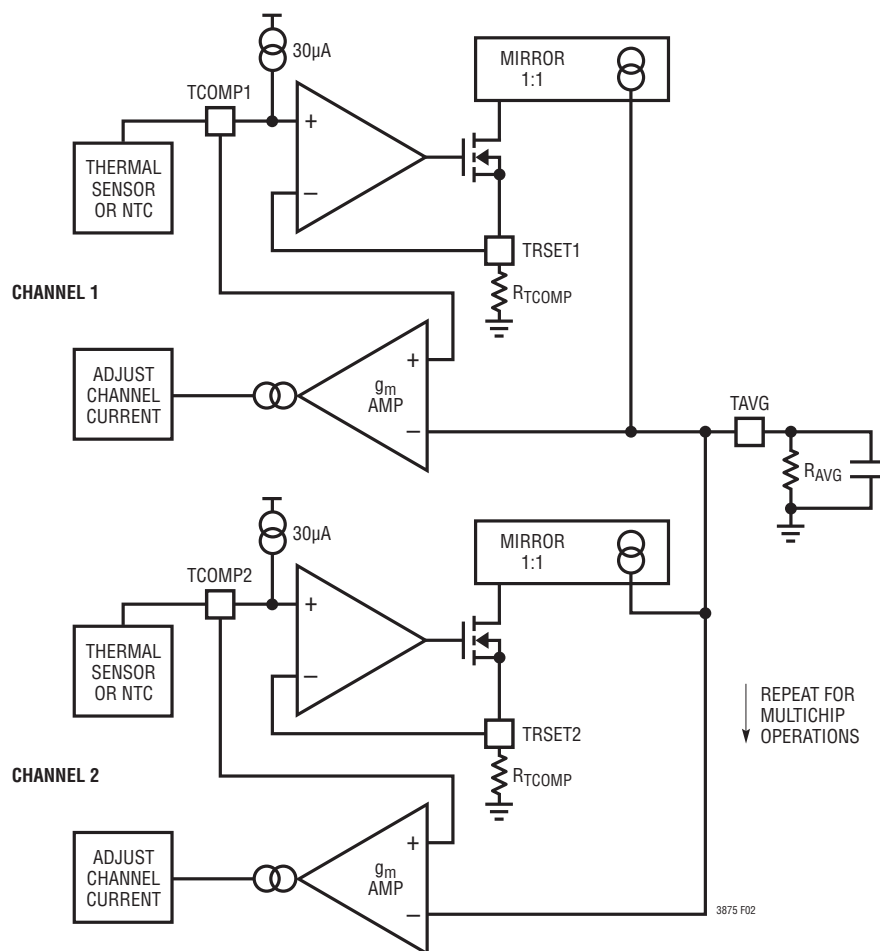 30µA
MIRROR
1:1
TCOMP1
+
−
THERMAL
SENSOR
OR NTC
TRSET1
RTCOMP
CHANNEL 1
ADJUST
CHANNEL
CURRENT
+
gm
AMP
−
TAVG
RAVG
30µA
MIRROR
1:1
TCOMP2
+
−
THERMAL
SENSOR
OR NTC
TRSET2
RTCOMP
REPEAT FOR
MULTICHIP
OPERATIONS
CHANNEL 2
ADJUST
CHANNEL
CURRENT
+
gm
AMP
−
3875 F02